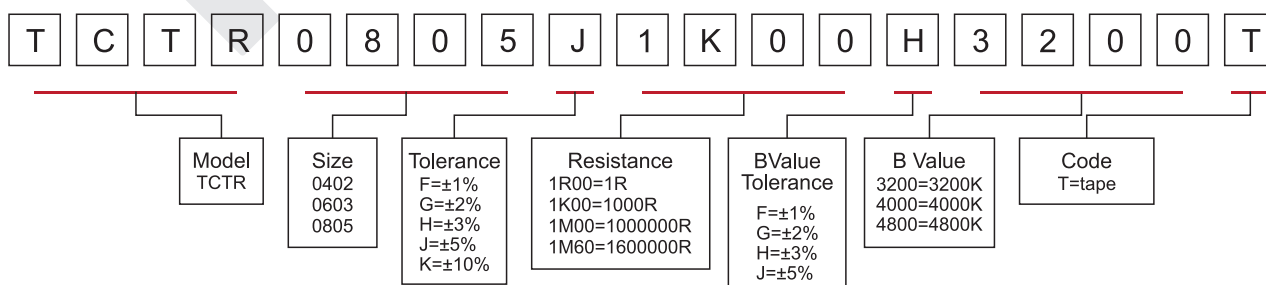 T C T R 0 8 0 5 J 1 K 0 0 H 3 2 0 0 T
Model
TCTR
Size
0402
0603
0805
Tolerance
F=±1%
G=±2%
H=±3%
J=±5%
K=±10%
Resistance
1R00=1R
1K00=1000R
1M00=1000000R
1M60=1600000R
BValue
Tolerance
F=±1%
G=±2%
H=±3%
J=±5%
B Value
3200=3200K
4000=4000K
4800=4800K
Code
T=tape